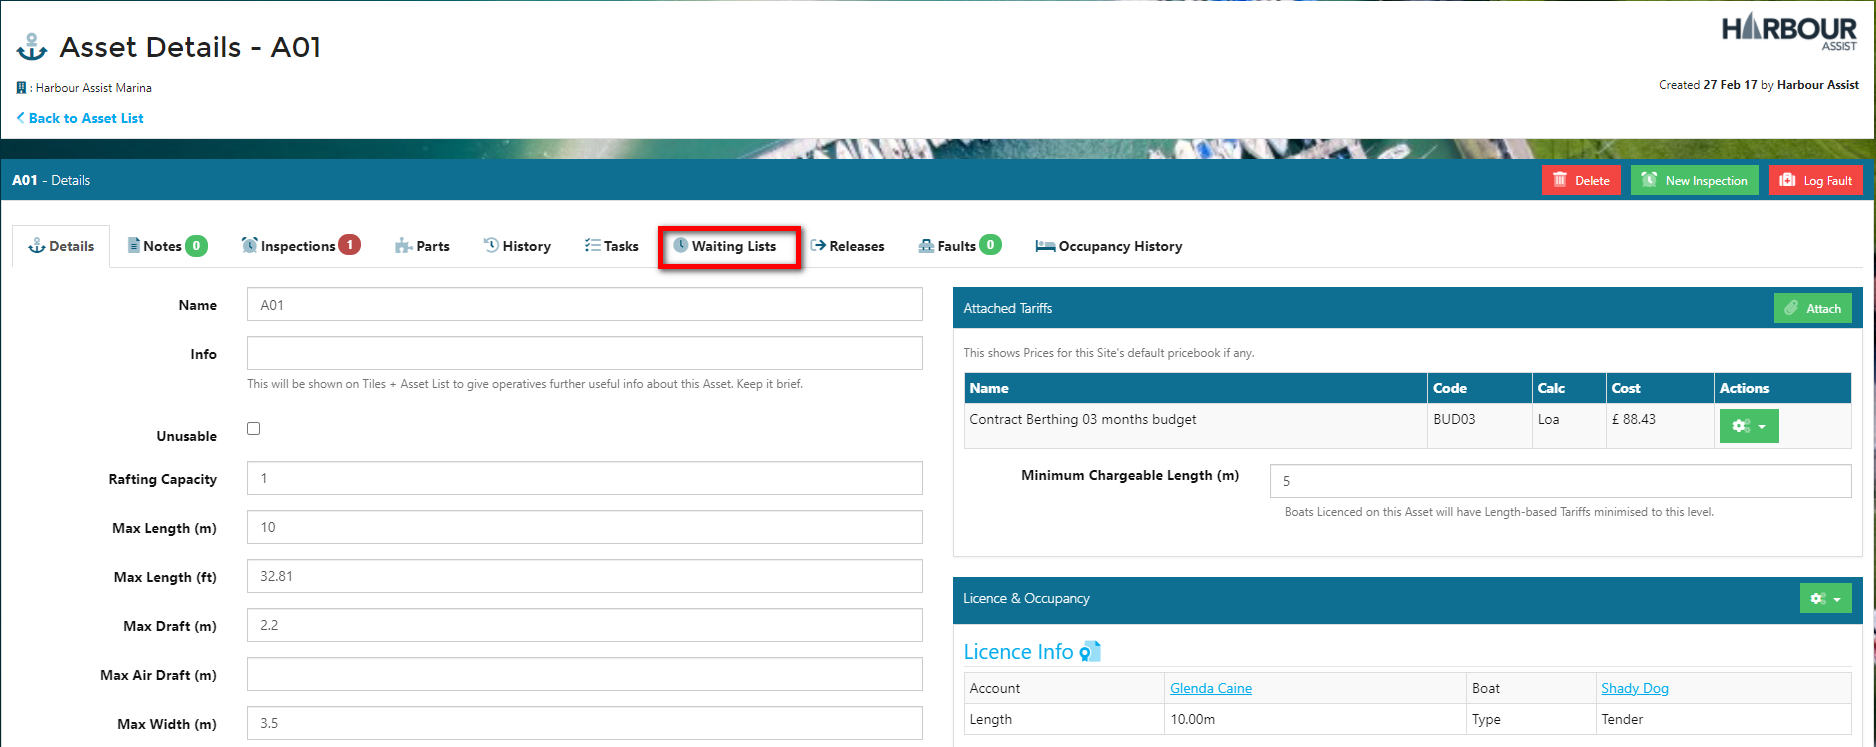 HARBOUR
ASSIST
Asset Details - A01
: Harbour Assist Marina
Created 27 Feb 17 by Harbour Assist
Back to Asset List
A01 - Details
Delete
New Inspection
Log Fault
Details
Notes 0
Inspections 1
Parts
History
Tasks
Waiting Lists
Releases
Faults 0
Occupancy History
Name
A01
Info
This will be shown on Tiles + Asset List to give operatives further useful info about this Asset. Keep it brief.
Unusable
Rafting Capacity
1
Max Length (m)
10
Max Length (ft)
32.81
Max Draft (m)
2.2
Max Air Draft (m)
Max Width (m)
3.5
Attached Tariffs
Attach
This shows Prices for this Site's default pricebook if any.
Name Code Calc Cost Actions
Contract Berthing 03 months budget BUD03 Loa £ 88.43
Minimum Chargeable Length (m)
5
Boats Licenced on this Asset will have Length-based Tariffs minimised to this level.
Licence & Occupancy
Licence Info
Account Glenda Caine Boat Shady Dog
Length 10.00m Type Tender